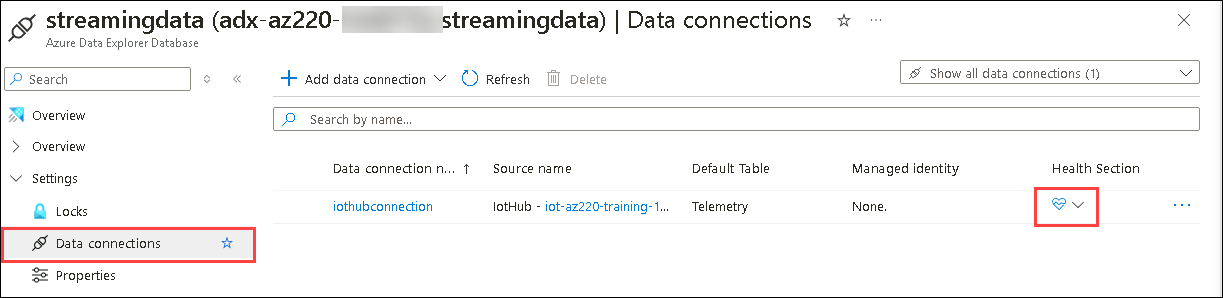 streamingdata (adx-az220- streamingdata) | Data connections
Azure Data Explorer Database
Search
Add data connection
Refresh
Delete
Show all data connections (1)
Overview
Search by name...
Overview
Settings
Data connection n... ↑
Source name
Default Table
Managed identity
Health Section
Locks
iothubconnection
IotHub - iot-az220-training-1...
Telemetry
None.
Data connections
Properties